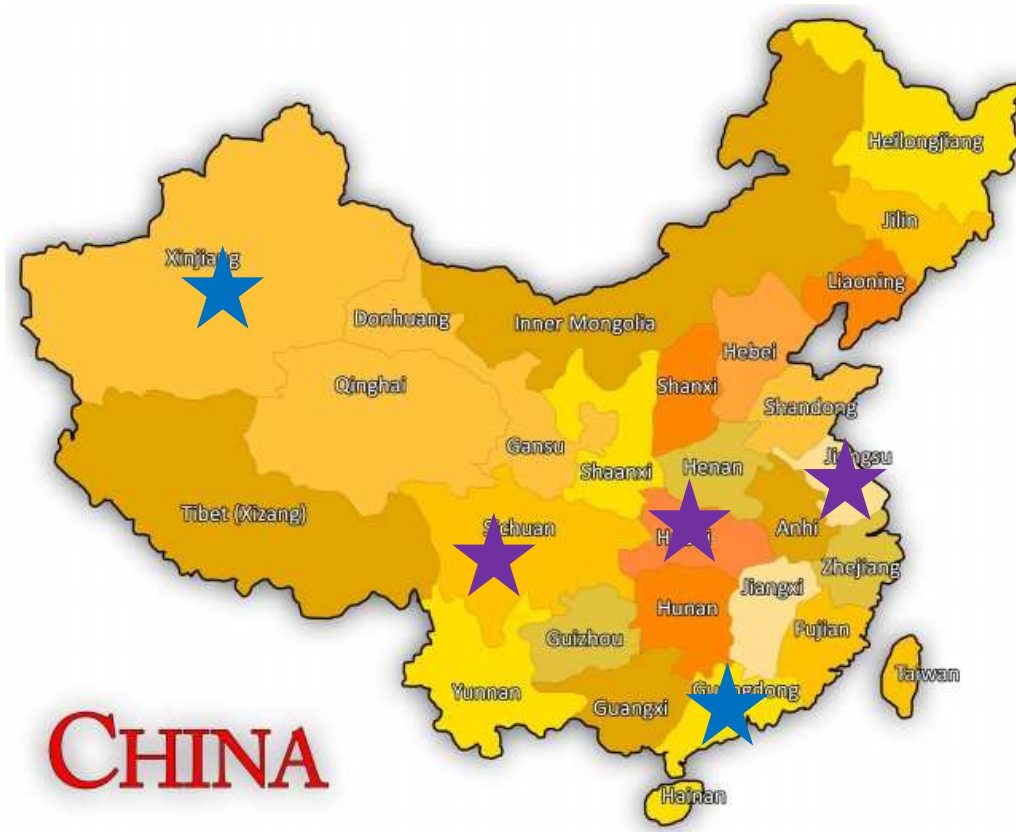 Heilongjiang
Jilin
Xinjiang
Liaoning
Donhuang
Inner Mongolia
Hebei
Qinghai
Shanxi
Shandong
Gansu
Jiangsu
Shaanxi
Henan
Tibet (Xizang)
Sichuan
Anhi
Zhejiang
Jiangxi
Hunan
Guizhou
Fujian
Taiwan
Yunnan
Guangdong
Guangxi
CHINA
Hainan